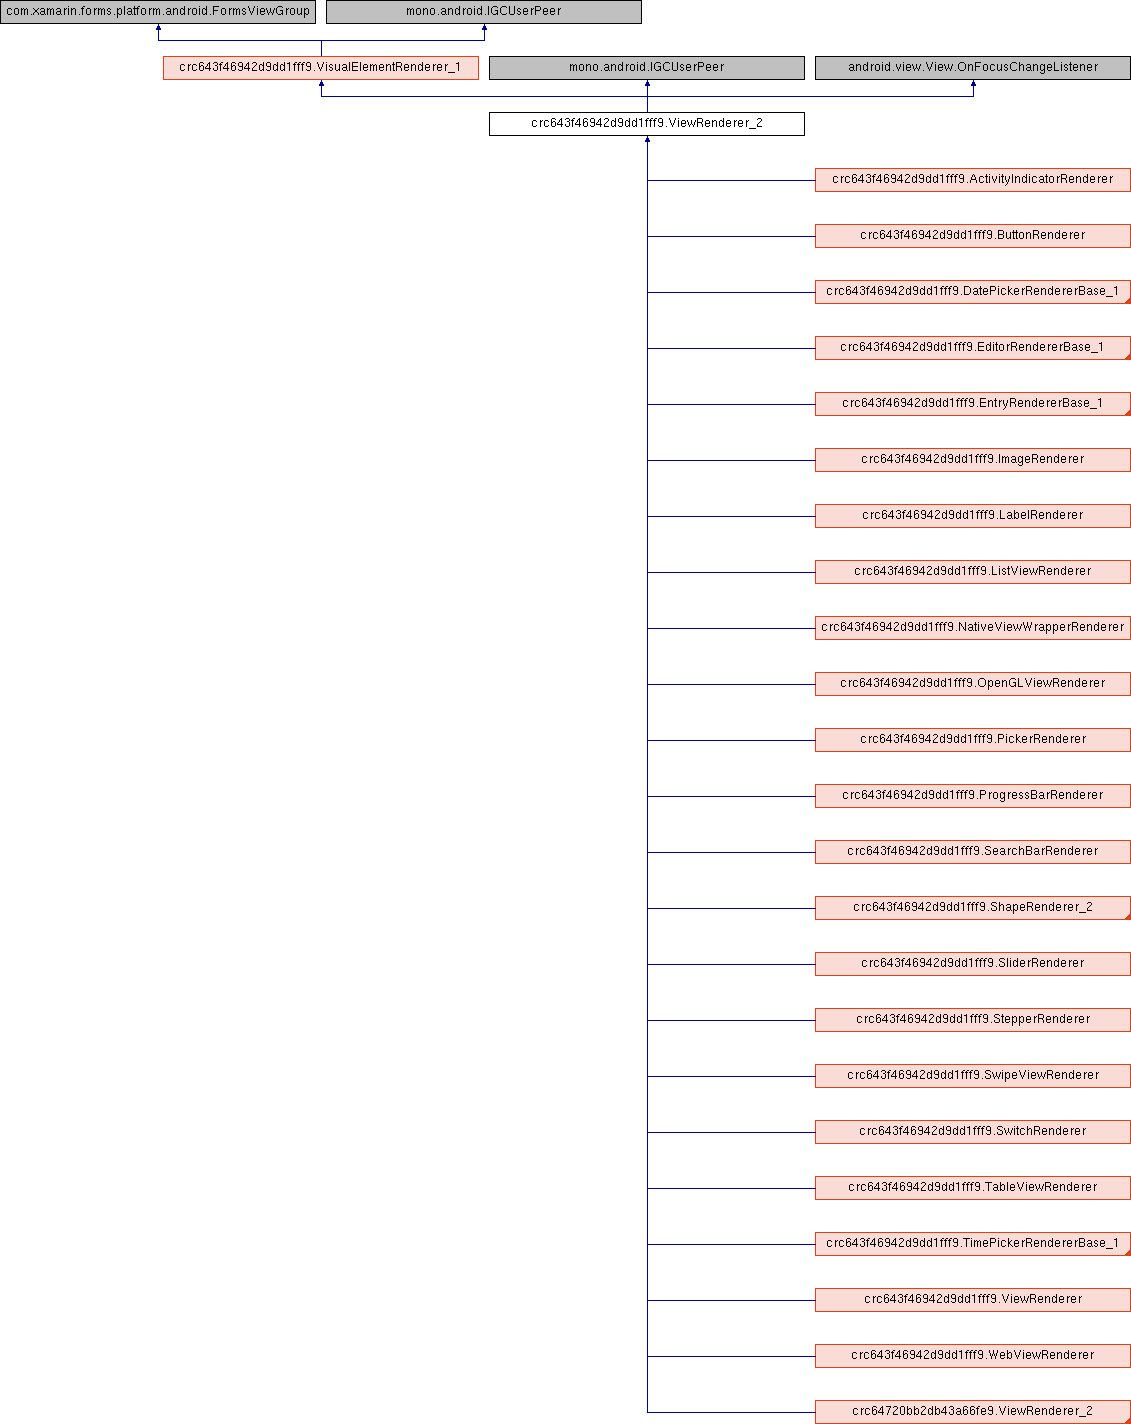 com.xamarin.forms.platform.android.FormsViewGroup
mono.android.IGCUserPeer
crc643f46942d9dd1fff9.VisualElementRenderer_1
mono.android.IGCUserPeer
android.view.View.OnFocusChangeListener
crc643f46942d9dd1fff9.ViewRenderer_2
crc643f46942d9dd1fff9.ActivityIndicatorRenderer
crc643f46942d9dd1fff9.ButtonRenderer
crc643f46942d9dd1fff9.DatePickerRendererBase_1
crc643f46942d9dd1fff9.EditorRendererBase_1
crc643f46942d9dd1fff9.EntryRendererBase_1
crc643f46942d9dd1fff9.ImageRenderer
crc643f46942d9dd1fff9.LabelRenderer
crc643f46942d9dd1fff9.ListViewRenderer
crc643f46942d9dd1fff9.NativeViewWrapperRenderer
crc643f46942d9dd1fff9.OpenGLViewRenderer
crc643f46942d9dd1fff9.PickerRenderer
crc643f46942d9dd1fff9.ProgressBarRenderer
crc643f46942d9dd1fff9.SearchBarRenderer
crc643f46942d9dd1fff9.ShapeRenderer_2
crc643f46942d9dd1fff9.SliderRenderer
crc643f46942d9dd1fff9.StepperRenderer
crc643f46942d9dd1fff9.SwipeViewRenderer
crc643f46942d9dd1fff9.SwitchRenderer
crc643f46942d9dd1fff9.TableViewRenderer
crc643f46942d9dd1fff9.TimePickerRendererBase_1
crc643f46942d9dd1fff9.ViewRenderer
crc643f46942d9dd1fff9.WebViewRenderer
crc64720bb2db43a66fe9.ViewRenderer_2